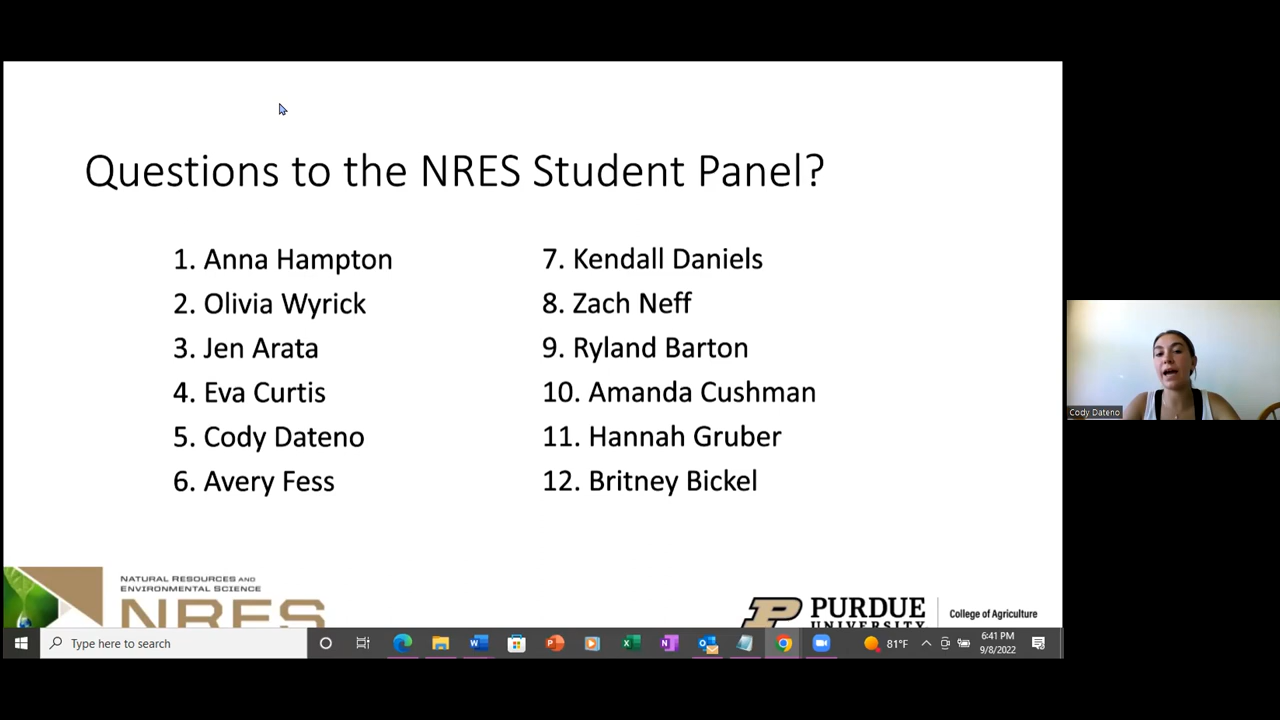 Questions to the NRES Student Panel?
1. Anna Hampton
2. Olivia Wyrick
3. Jen Arata
4. Eva Curtis
5. Cody Dateno
6. Avery Fess
7. Kendall Daniels
8. Zach Neff
9. Ryland Barton
10. Amanda Cushman
11. Hannah Gruber
12. Britney Bickel
Cody Dateno
NATURAL RESOURCES AND
ENVIRONMENTAL SCIENCE
NRES
PURDUE
UNIVERSITY
College of Agriculture
Type here to search
81°F
6:41 PM
9/8/2022